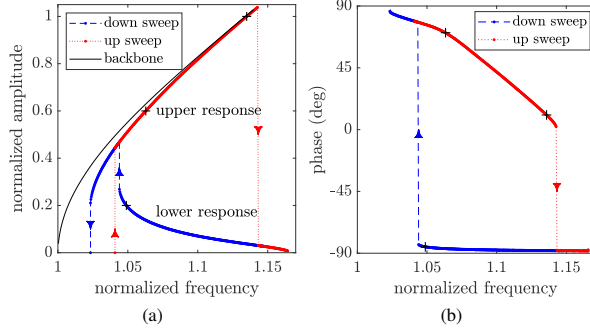 down sweep
up sweep
backbone
upper response
lower response
normalized amplitude
1
0.8
0.6
0.4
0.2
0
1
1.05
1.1
1.15
normalized frequency
(a)
down sweep
up sweep
phase (deg)
90
45
0
-45
-90
1
1.05
1.1
1.15
normalized frequency
(b)